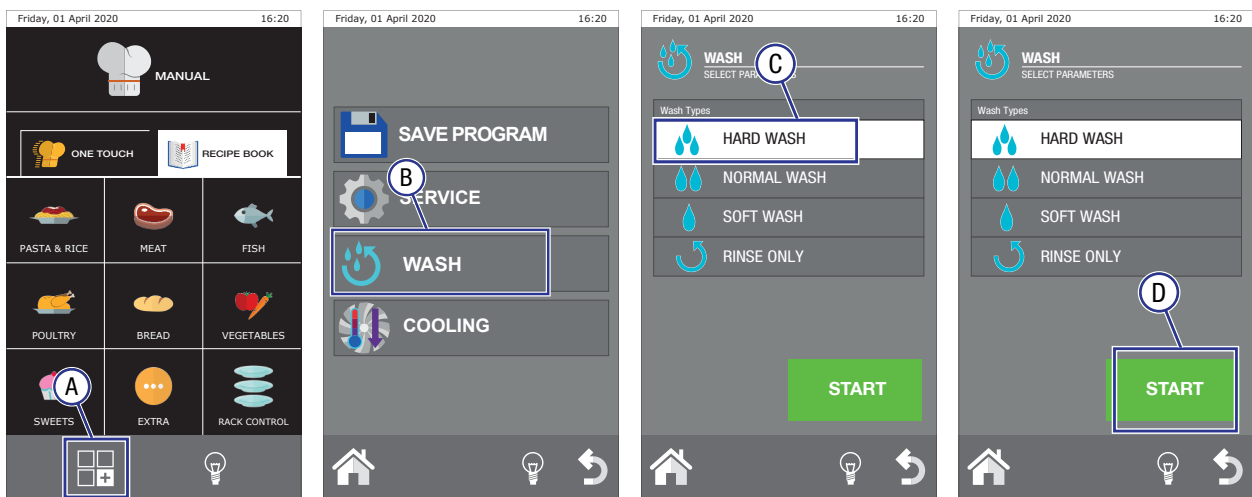 Friday, 01 April 2020 16:20
MANUAL
ONE TOUCH RECIPE BOOK
PASTA & RICE MEAT FISH
POULTRY BREAD VEGETABLES
A
SWEETS EXTRA RACK CONTROL
Friday, 01 April 2020 16:20
SAVE PROGRAM
B
SERVICE
WASH
COOLING
Friday, 01 April 2020 16:20
WASH
C
SELECT PARAMETERS
Wash Types
HARD WASH
NORMAL WASH
SOFT WASH
RINSE ONLY
START
Friday, 01 April 2020 16:20
WASH
SELECT PARAMETERS
Wash Types
HARD WASH
NORMAL WASH
SOFT WASH
RINSE ONLY
D
START